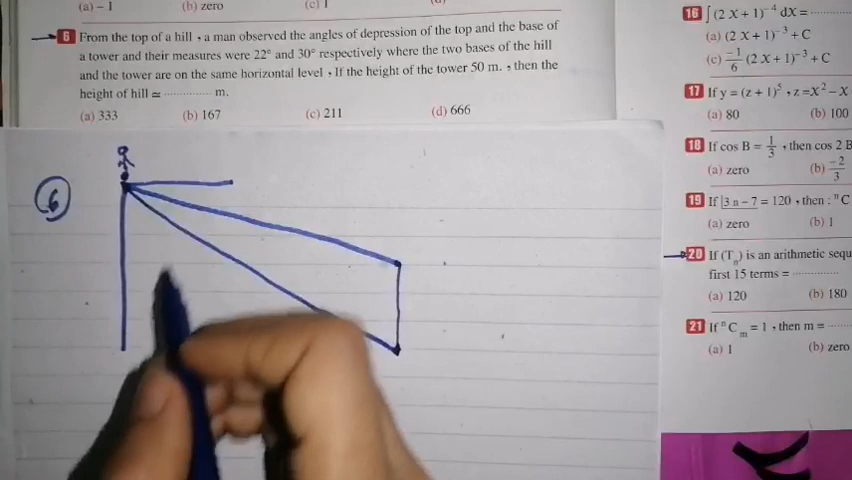 (a) – 1
(b) zero
(c) 1
(d)
6 From the top of a hill , a man observed the angles of depression of the top and the base of
a tower and their measures were 22° and 30° respectively where the two bases of the hill
and the tower are on the same horizontal level , If the height of the tower 50 m. , then the
height of hill ≃ .............. m.
(a) 333
(b) 167
(c) 211
(d) 666
6
16 ∫ (2 X + 1)⁻⁴ dX = ..........
(a) (2 X + 1)⁻³ + C
(c) −1/6 (2 X + 1)⁻³ + C
17 If y = (z + 1)⁵ , z = X² – X
(a) 80
(b) 100
18 If cos B = 1/3 , then cos 2 B
(a) zero
(b) −2/3
19 If |3 n – 7 = 120 , then : ⁿC
(a) zero
(b) 1
20 If (Tₙ) is an arithmetic sequ
first 15 terms = ..............
(a) 120
(b) 180
21 If ⁿCₘ = 1 , then m = ......
(a) 1
(b) zero